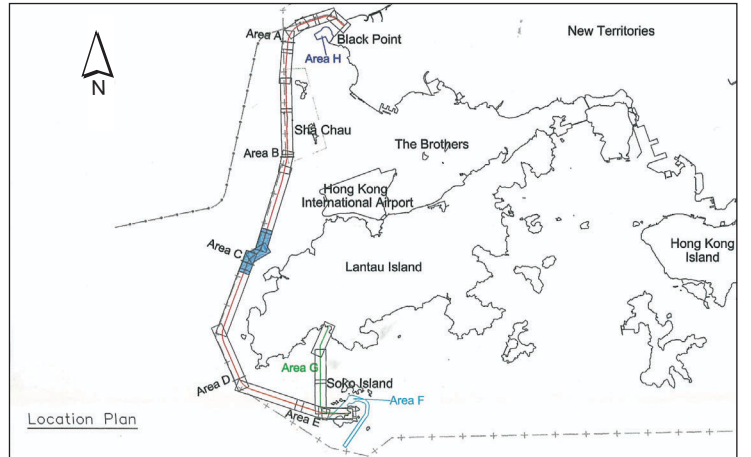 Area A
Black Point
New Territories
Area H
N
Sha Chau
The Brothers
Area B
Hong Kong
International Airport
Area C
Lantau Island
Hong Kong
Island
Area G
Area D
Soko Island
Area F
Area E
Location Plan